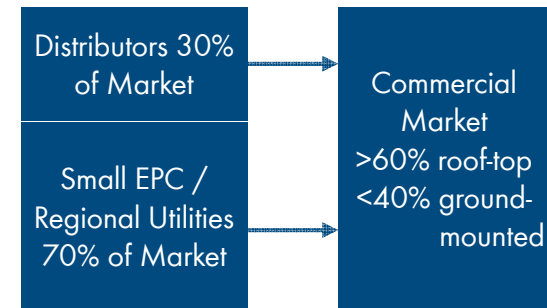 Distributors 30%
of Market
Small EPC /
Regional Utilities
70% of Market
Commercial
Market
>60% roof-top
<40% ground-
mounted